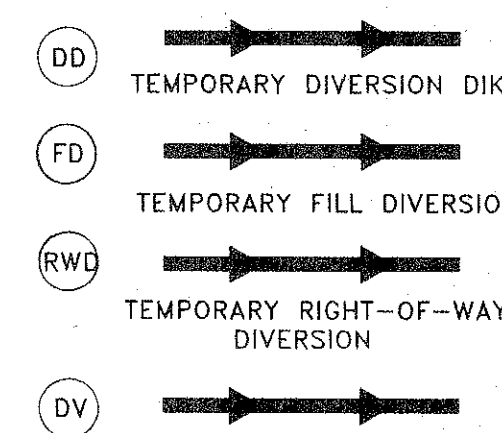 DD
TEMPORARY DIVERSION DIK
FD
TEMPORARY FILL DIVERSIO
RWD
TEMPORARY RIGHT-OF-WAY
DIVERSION
DV